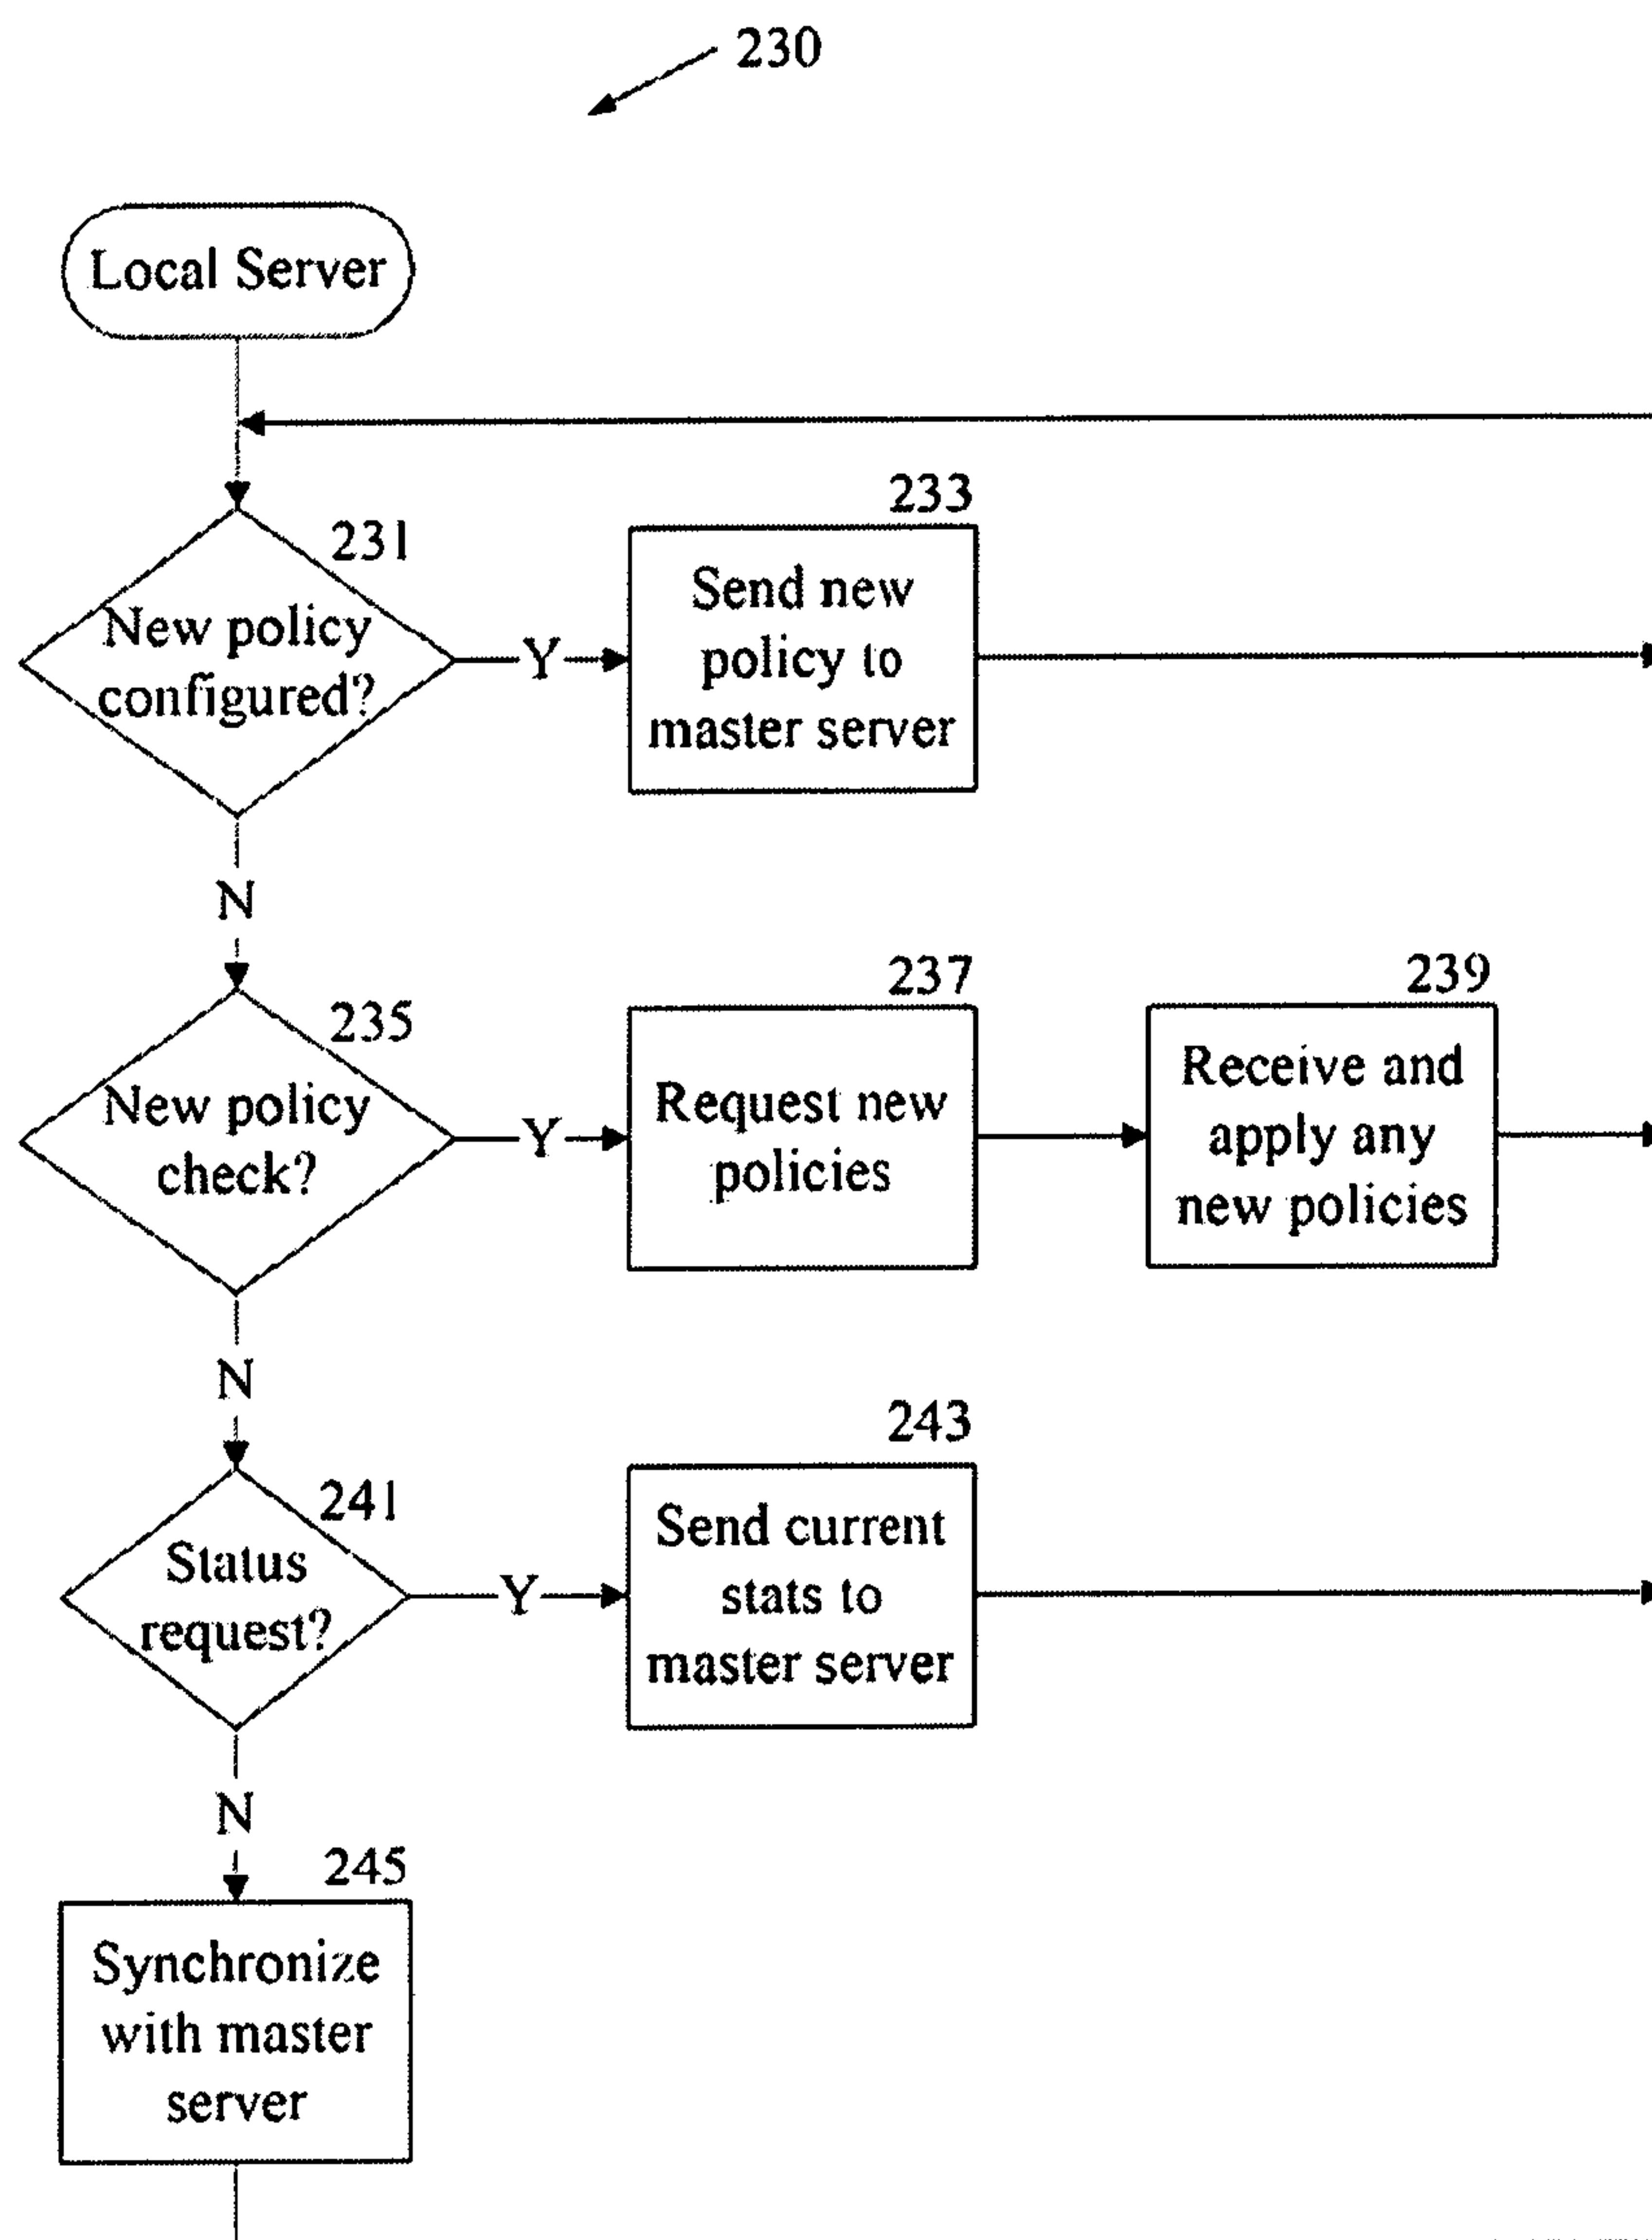 230
Local Server
231
New policy
configured?
Y
233
Send new
policy to
master server
N
235
New policy
check?
Y
237
Request new
policies
239
Receive and
apply any
new policies
N
241
Status
request?
Y
243
Send current
stats to
master server
N
245
Synchronize
with master
server